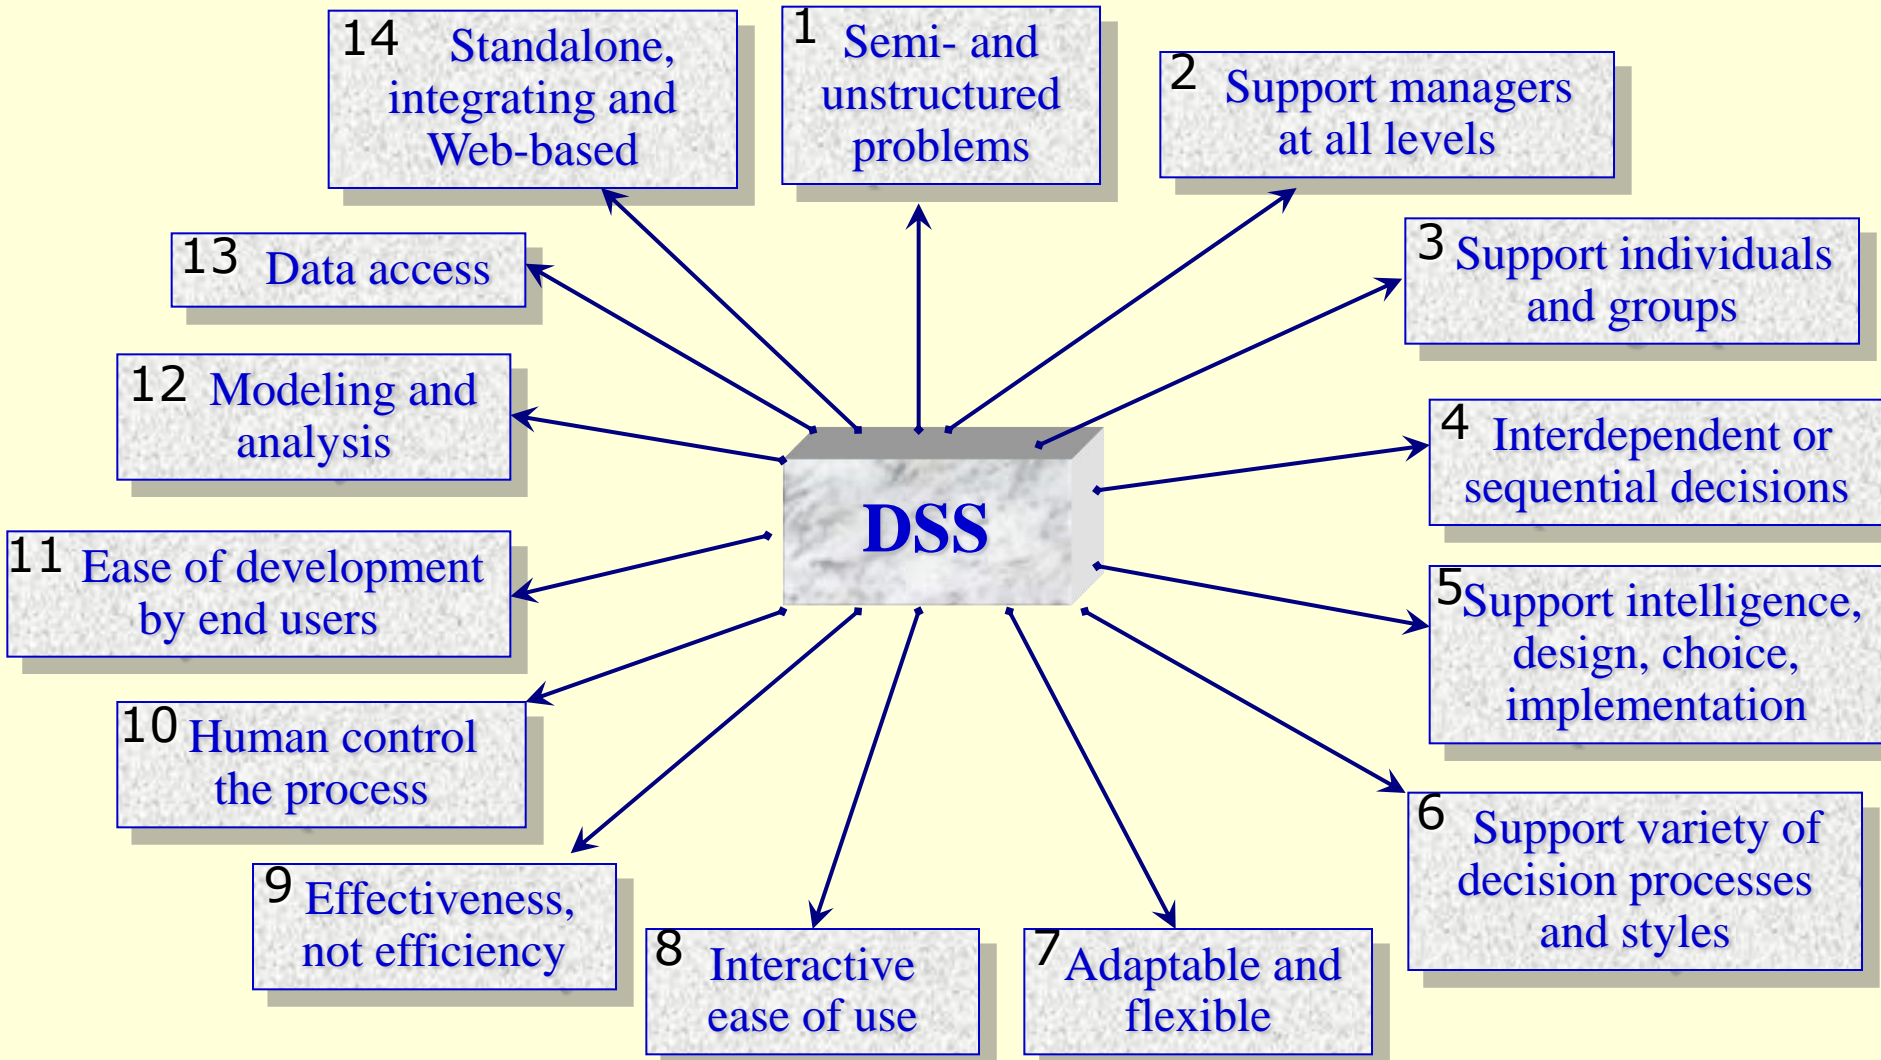 14 Standalone,
integrating and
Web-based
1 Semi- and
unstructured
problems
2 Support managers
at all levels
3 Support individuals
and groups
4 Interdependent or
sequential decisions
5 Support intelligence,
design, choice,
implementation
6 Support variety of
decision processes
and styles
7 Adaptable and
flexible
8 Interactive
ease of use
9 Effectiveness,
not efficiency
10 Human control
the process
11 Ease of development
by end users
12 Modeling and
analysis
13 Data access
DSS